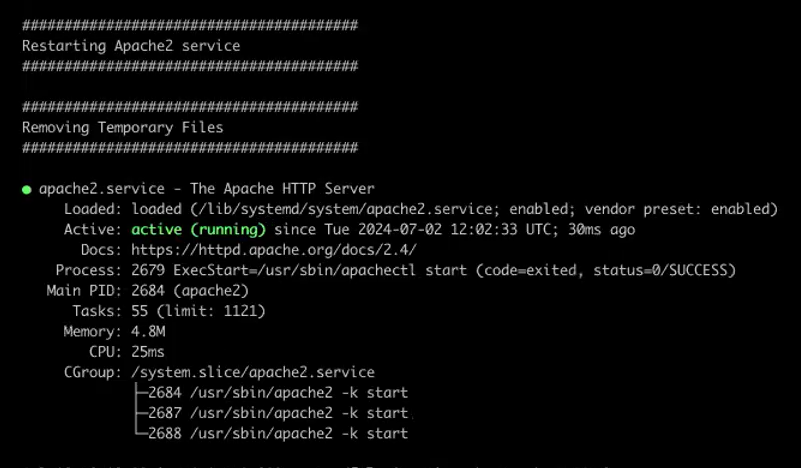 ########################################
Restarting Apache2 service
########################################
########################################
Removing Temporary Files
########################################
● apache2.service - The Apache HTTP Server
Loaded: loaded (/lib/systemd/system/apache2.service; enabled; vendor preset: enabled)
Active: active (running) since Tue 2024-07-02 12:02:33 UTC; 30ms ago
Docs: https://httpd.apache.org/docs/2.4/
Process: 2679 ExecStart=/usr/sbin/apachectl start (code=exited, status=0/SUCCESS)
Main PID: 2684 (apache2)
Tasks: 55 (limit: 1121)
Memory: 4.8M
CPU: 25ms
CGroup: /system.slice/apache2.service
├─2684 /usr/sbin/apache2 -k start
├─2687 /usr/sbin/apache2 -k start
└─2688 /usr/sbin/apache2 -k start